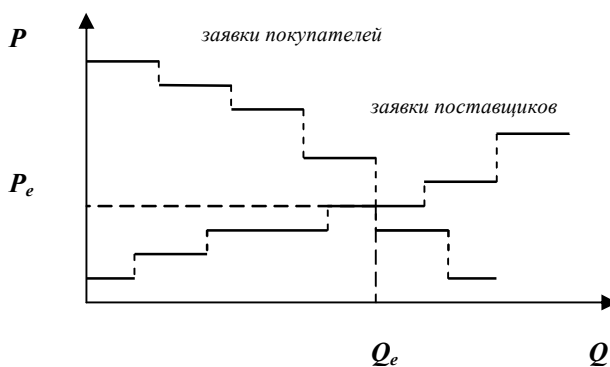 P
заявки покупателей
заявки поставщиков
Pe
Qe
Q